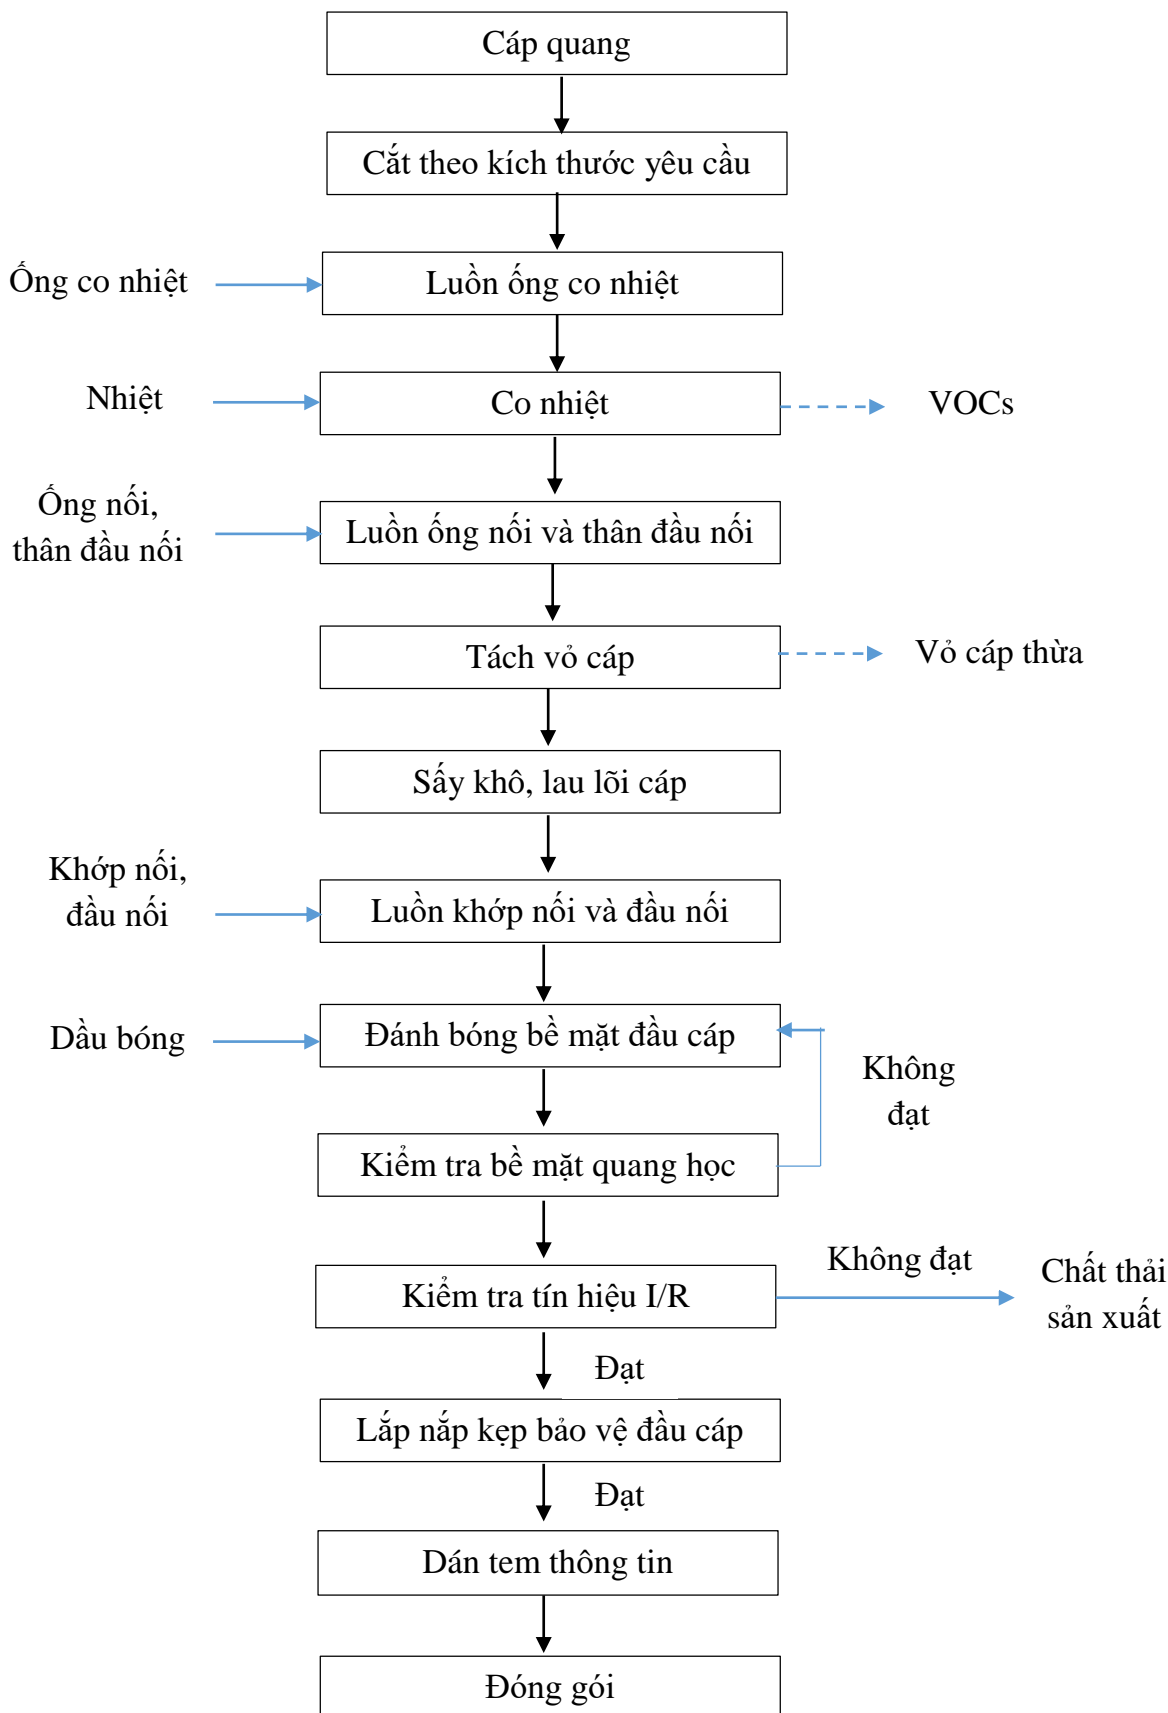 Cáp quang
Cắt theo kích thước yêu cầu
Ống co nhiệt
Luồn ống co nhiệt
Nhiệt
Co nhiệt
VOCs
Ống nối,
thân đầu nối
Luồn ống nối và thân đầu nối
Tách vỏ cáp
Vỏ cáp thừa
Sấy khô, lau lõi cáp
Khớp nối,
đầu nối
Luồn khớp nối và đầu nối
Dầu bóng
Đánh bóng bề mặt đầu cáp
Không
đạt
Kiểm tra bề mặt quang học
Kiểm tra tín hiệu I/R
Không đạt
Chất thải
sản xuất
Đạt
Lắp nắp kẹp bảo vệ đầu cáp
Đạt
Dán tem thông tin
Đóng gói